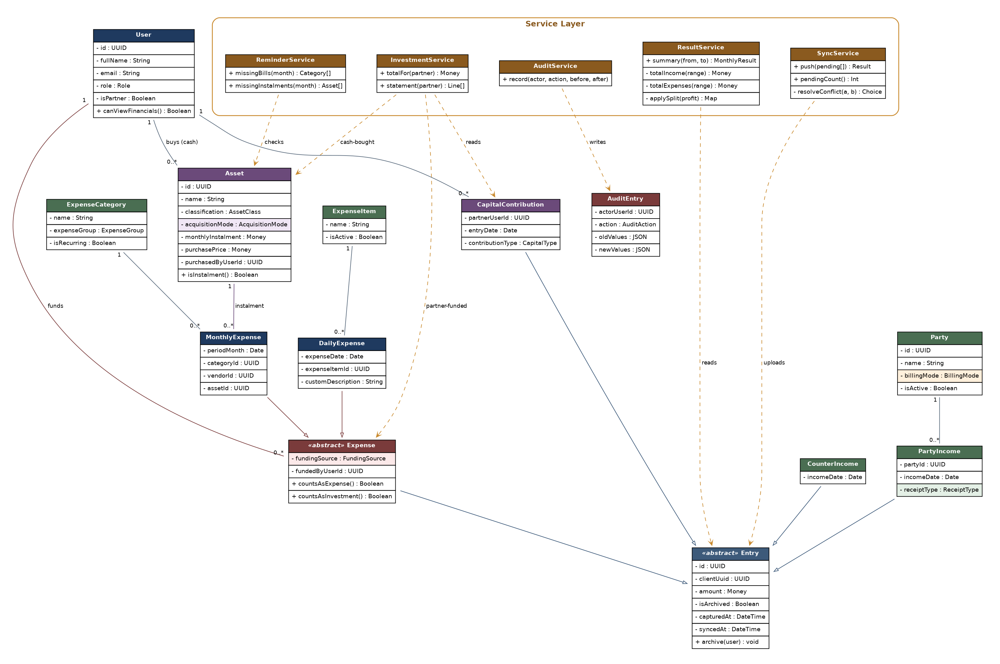 Service Layer
User
- id : UUID
- fullName : String
- email : String
- role : Role
- isPartner : Boolean
+ canViewFinancials() : Boolean
ReminderService
+ missingBills(month) : Category[]
+ missingInstalments(month) : Asset[]
InvestmentService
+ totalFor(partner) : Money
+ statement(partner) : Line[]
AuditService
+ record(actor, action, before, after)
ResultService
+ summary(from, to) : MonthlyResult
- totalIncome(range) : Money
- totalExpenses(range) : Money
- applySplit(profit) : Map
SyncService
+ push(pending[]) : Result
+ pendingCount() : Int
- resolveConflict(a, b) : Choice
1
1
1
buys (cash)
checks
cash-bought
reads
writes
0..*
0..*
Asset
- id : UUID
- name : String
- classification : AssetClass
- acquisitionMode : AcquisitionMode
- monthlyInstalment : Money
- purchasePrice : Money
- purchasedByUserId : UUID
+ isInstalment() : Boolean
ExpenseCategory
- name : String
- expenseGroup : ExpenseGroup
- isRecurring : Boolean
ExpenseItem
- name : String
- isActive : Boolean
CapitalContribution
- partnerUserId : UUID
- entryDate : Date
- contributionType : CapitalType
AuditEntry
- actorUserId : UUID
- action : AuditAction
- oldValues : JSON
- newValues : JSON
1
1
1
funds
instalment
partner-funded
0..*
0..*
0..*
MonthlyExpense
- periodMonth : Date
- categoryId : UUID
- vendorId : UUID
- assetId : UUID
DailyExpense
- expenseDate : Date
- expenseItemId : UUID
- customDescription : String
reads
uploads
Party
- id : UUID
- name : String
- billingMode : BillingMode
- isActive : Boolean
1
0..*
0..*
«abstract» Expense
- fundingSource : FundingSource
- fundedByUserId : UUID
+ countsAsExpense() : Boolean
+ countsAsInvestment() : Boolean
CounterIncome
- incomeDate : Date
PartyIncome
- partyId : UUID
- incomeDate : Date
- receiptType : ReceiptType
«abstract» Entry
- id : UUID
- clientUuid : UUID
- amount : Money
- isArchived : Boolean
- capturedAt : DateTime
- syncedAt : DateTime
+ archive(user) : void